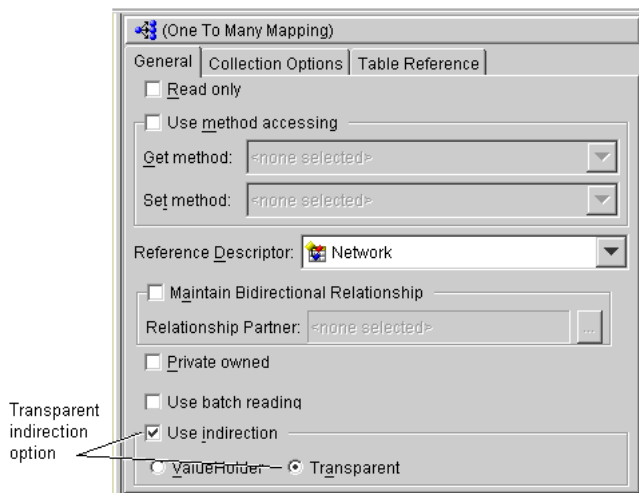 (One To Many Mapping)
General
Collection Options
Table Reference
Read only
Use method accessing
Get method: <none selected>
Set method: <none selected>
Reference Descriptor: Network
Maintain Bidirectional Relationship
Relationship Partner: <none selected> ...
Private owned
Use batch reading
Use indirection
ValueHolder Transparent
Transparent
indirection
option